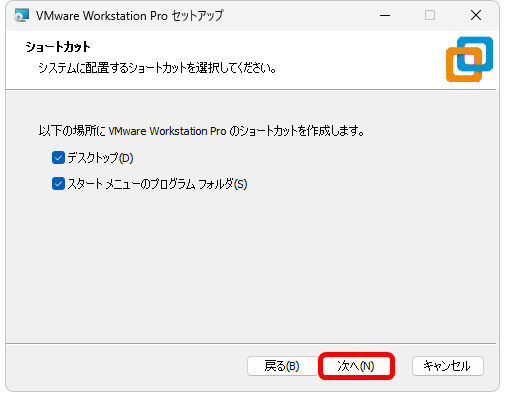 VMware Workstation Pro セットアップ
ショートカット
システムに配置するショートカットを選択してください。
以下の場所に VMware Workstation Pro のショートカットを作成します。
デスクトップ(D)
スタート メニューのプログラム フォルダ(S)
戻る(B) 次へ(N) キャンセル